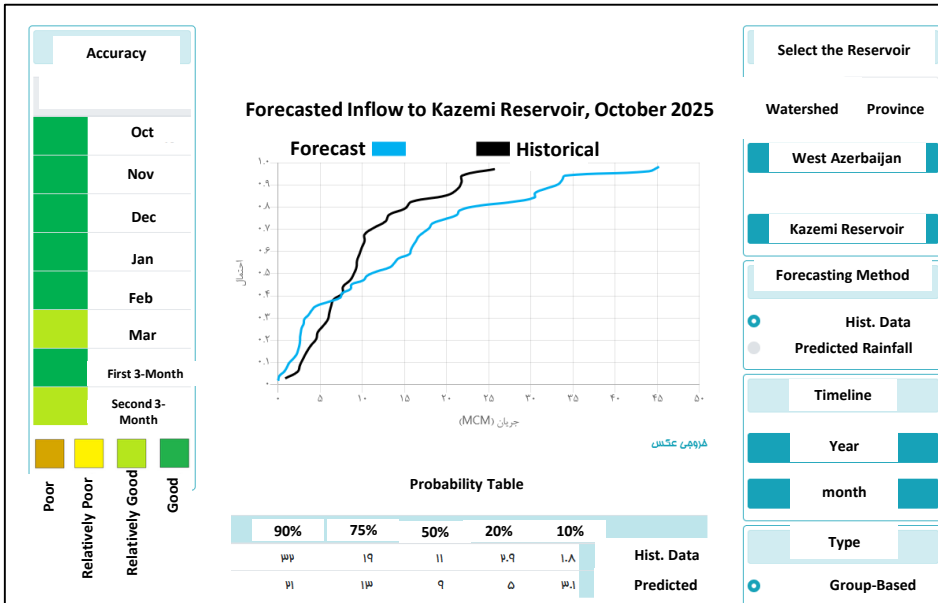 Accuracy
Oct
Nov
Dec
Jan
Feb
Mar
First 3-Month
Second 3-
Month
Poor
Relatively Poor
Relatively Good
Good
Forecasted Inflow to Kazemi Reservoir, October 2025
Forecast
Historical
۱.۰
۰.۹
۰.۸
۰.۷
۰.۶
۰.۵
۰.۴
۰.۳
۰.۲
۰.۱
۰
احتمال
۰ ۵ ۱۰ ۱۵ ۲۰ ۲۵ ۳۰ ۳۵ ۴۰ ۴۵ ۵۰
جریان (MCM)
خروجی عکس
Probability Table
90% 75% 50% 20% 10%
۳۲ ۱۹ ۱۱ ۲.۹ ۱.۸ Hist. Data
۲۱ ۱۳ ۹ ۵ ۳.۱ Predicted
Select the Reservoir
Watershed Province
West Azerbaijan
Kazemi Reservoir
Forecasting Method
Hist. Data
Predicted Rainfall
Timeline
Year
month
Type
Group-Based